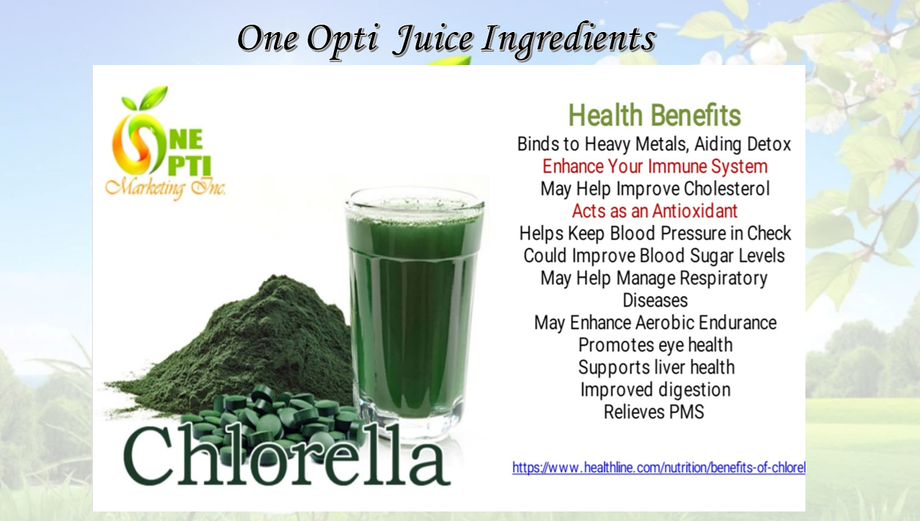 One Opti Juice Ingredients
NE
PTI
Marketing Inc.
Health Benefits
Binds to Heavy Metals, Aiding Detox
Enhance Your Immune System
May Help Improve Cholesterol
Acts as an Antioxidant
Helps Keep Blood Pressure in Check
Could Improve Blood Sugar Levels
May Help Manage Respiratory
Diseases
May Enhance Aerobic Endurance
Promotes eye health
Supports liver health
Improved digestion
Relieves PMS
Chlorella
https://www.healthline.com/nutrition/benefits-of-chlorel